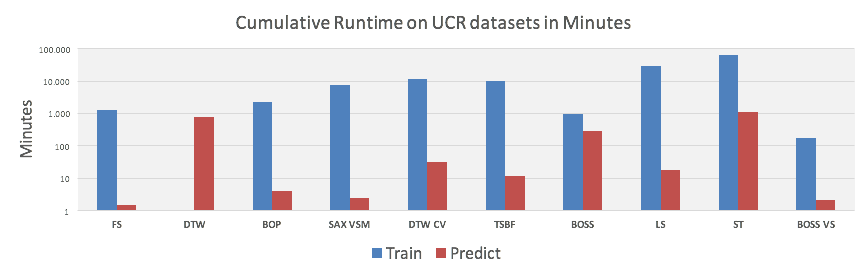 Cumulative Runtime on UCR datasets in Minutes
Minutes
100.000
10.000
1.000
100
10
1
FS DTW BOP SAX VSM DTW CV TSBF BOSS LS ST BOSS VS
Train Predict